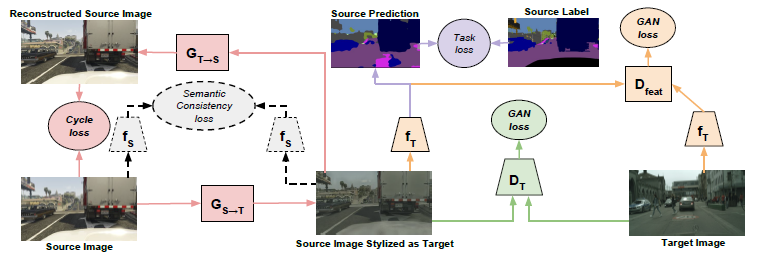 Reconstructed Source Image
Source Prediction
Source Label
GAN
loss
G T→S
Task
loss
D feat
Semantic
Consistency
loss
Cycle
loss
f S
f S
f T
GAN
loss
f T
D T
G S→T
Source Image
Source Image Stylized as Target
Target Image